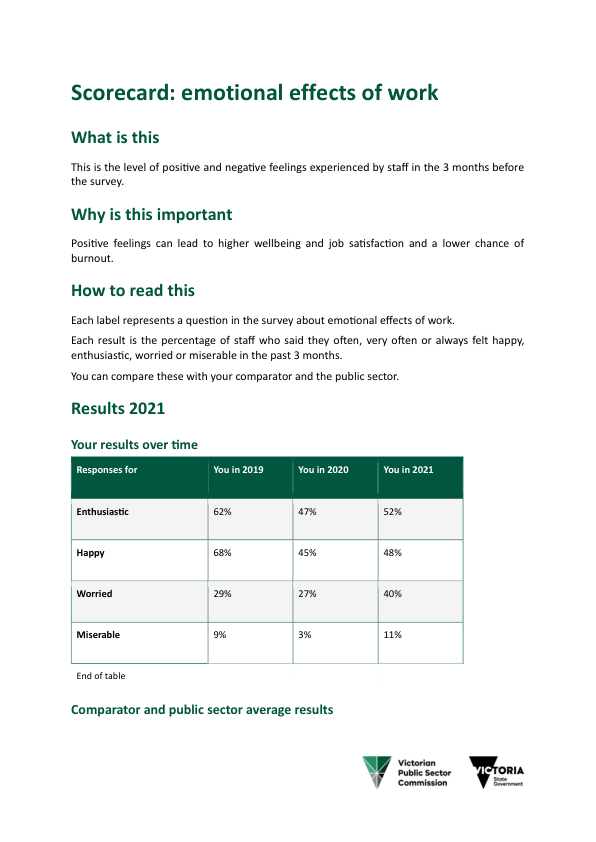 Scorecard: emotional effects of work
What is this
This is the level of positive and negative feelings experienced by staff in the 3 months before
the survey.
Why is this important
Positive feelings can lead to higher wellbeing and job satisfaction and a lower chance of
burnout.
How to read this
Each label represents a question in the survey about emotional effects of work.
Each result is the percentage of staff who said they often, very often or always felt happy,
enthusiastic, worried or miserable in the past 3 months.
You can compare these with your comparator and the public sector.
Results 2021
Your results over time
Responses for You in 2019 You in 2020 You in 2021
Enthusiastic 62% 47% 52%
Happy 68% 45% 48%
Worried 29% 27% 40%
Miserable 9% 3% 11%
End of table
Comparator and public sector average results
Victorian
Public Sector
Commission
VICTORIA
State
Government